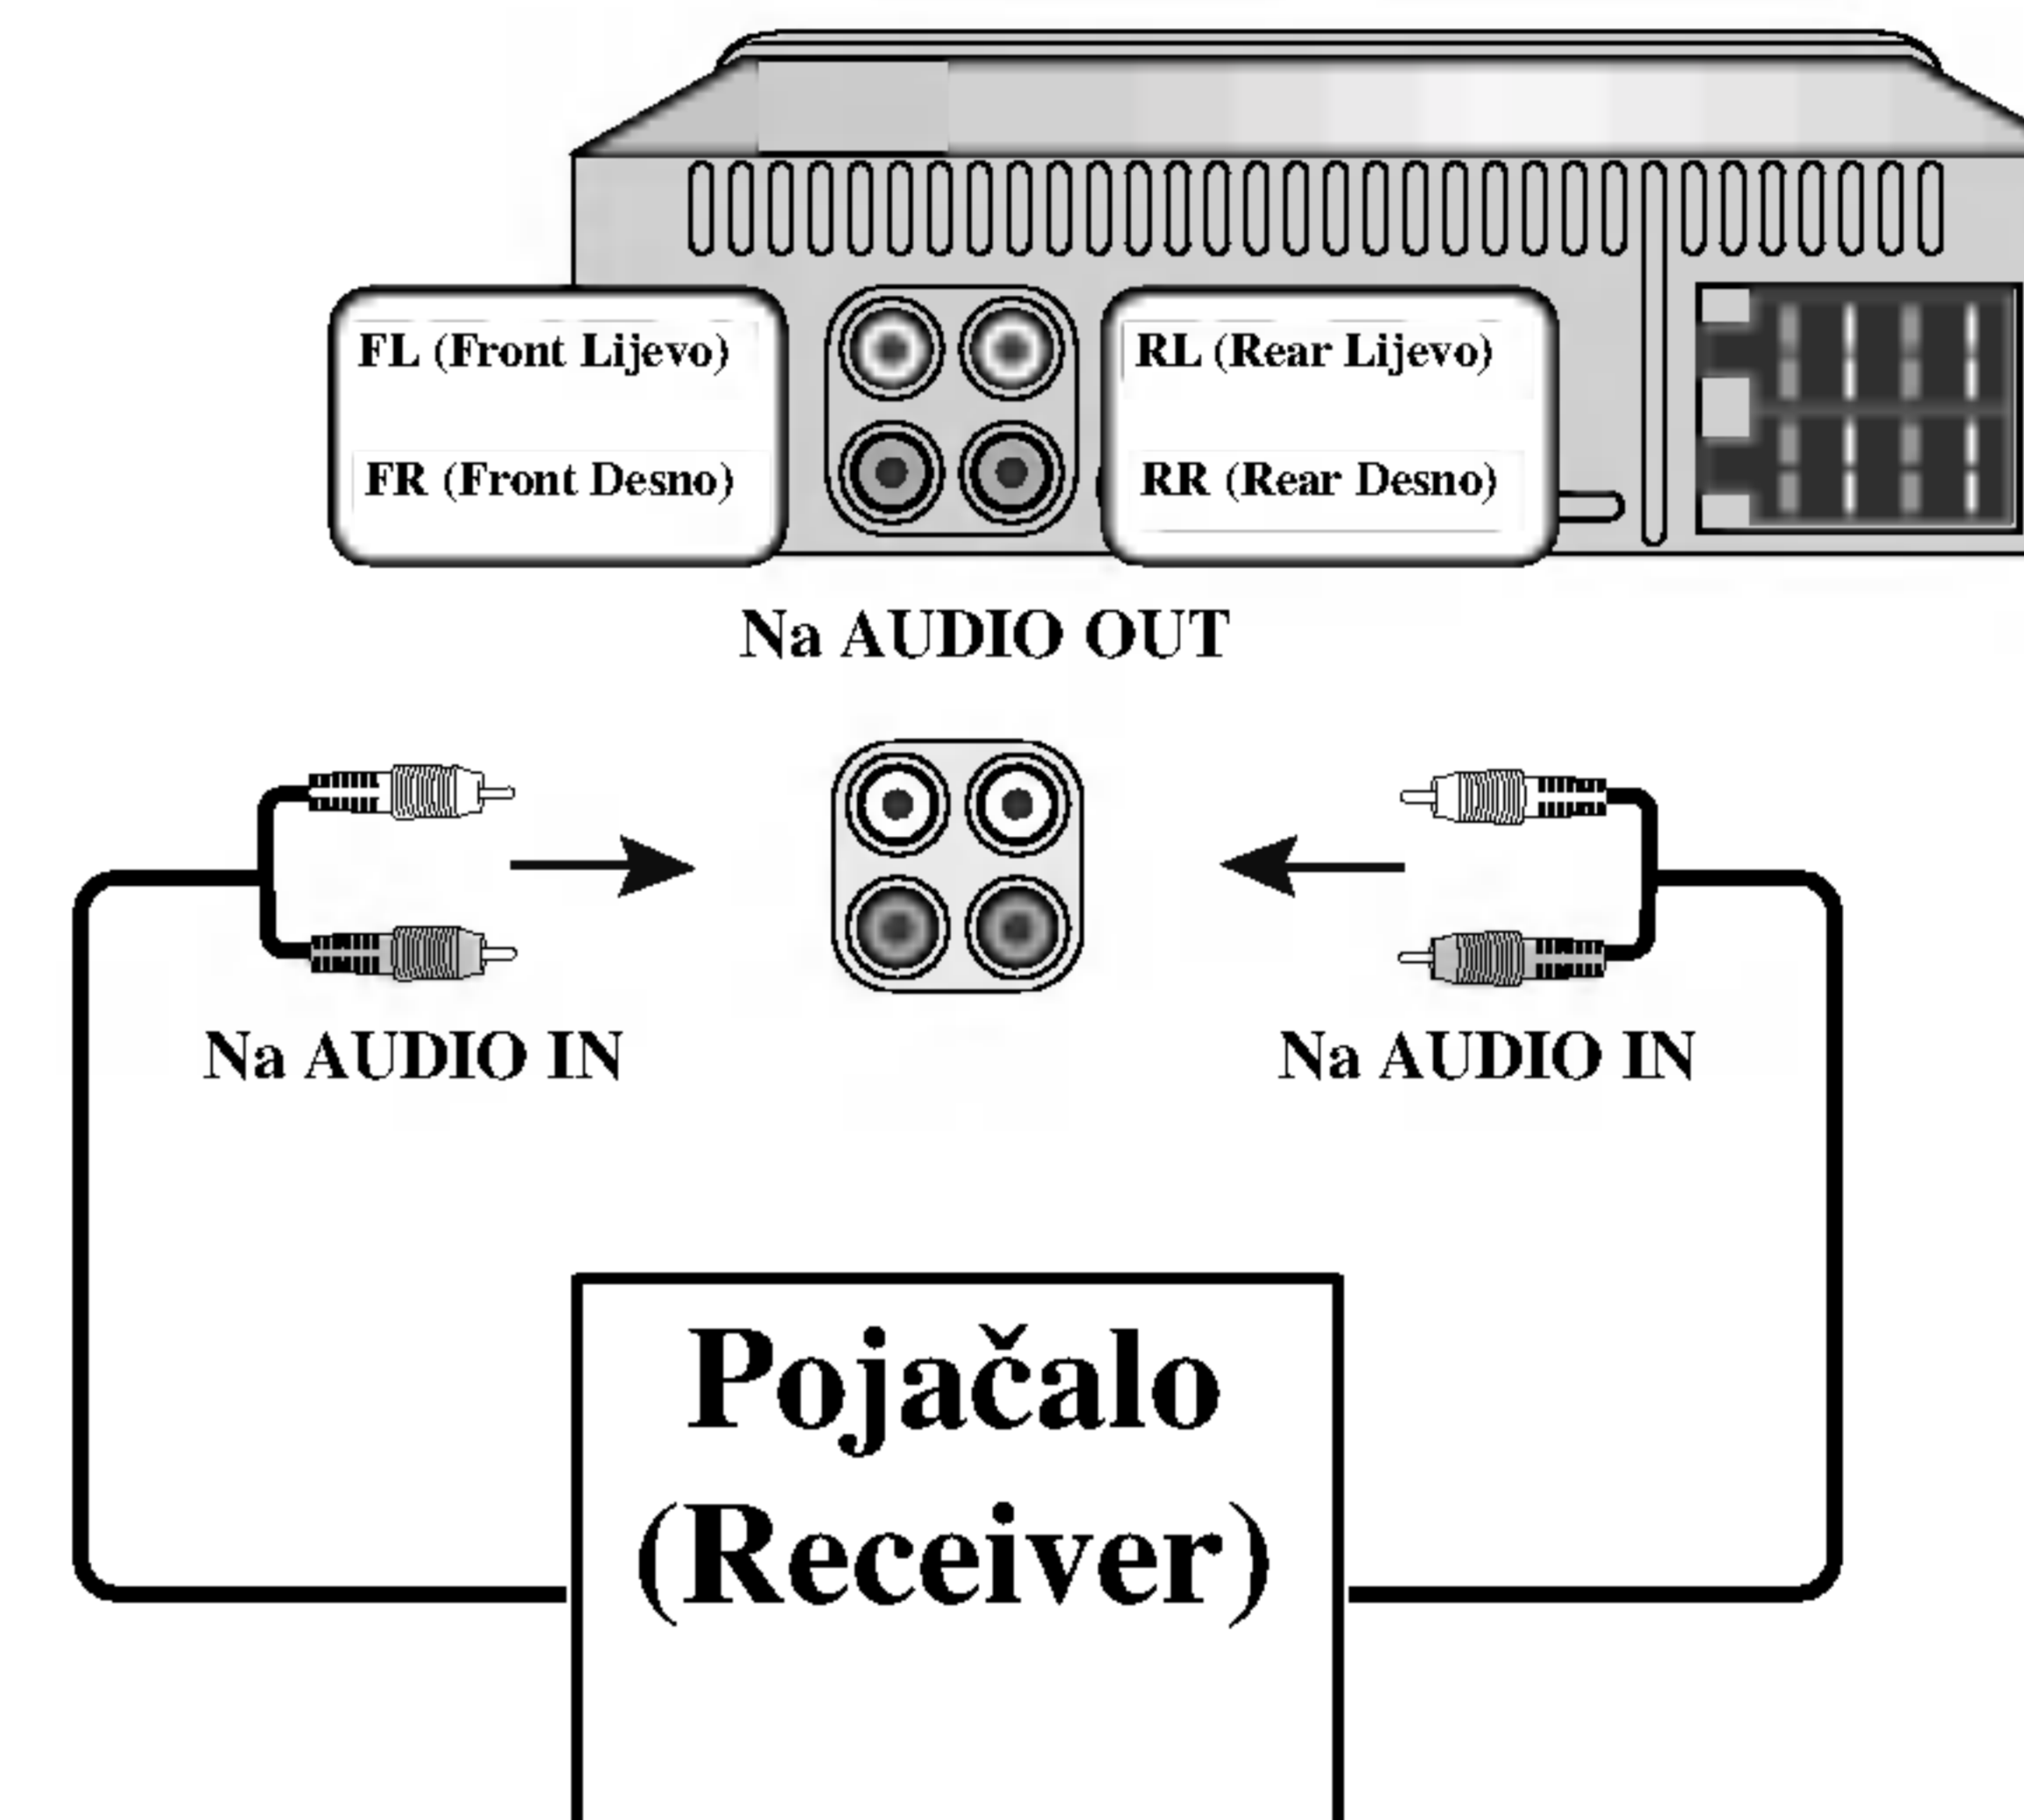 FL (Front Lijevo)
RL (Rear Lijevo)
FR (Front Desno)
RR (Rear Desno)
Na AUDIO OUT
Na AUDIO IN
Na AUDIO IN
Pojačalo
(Receiver)